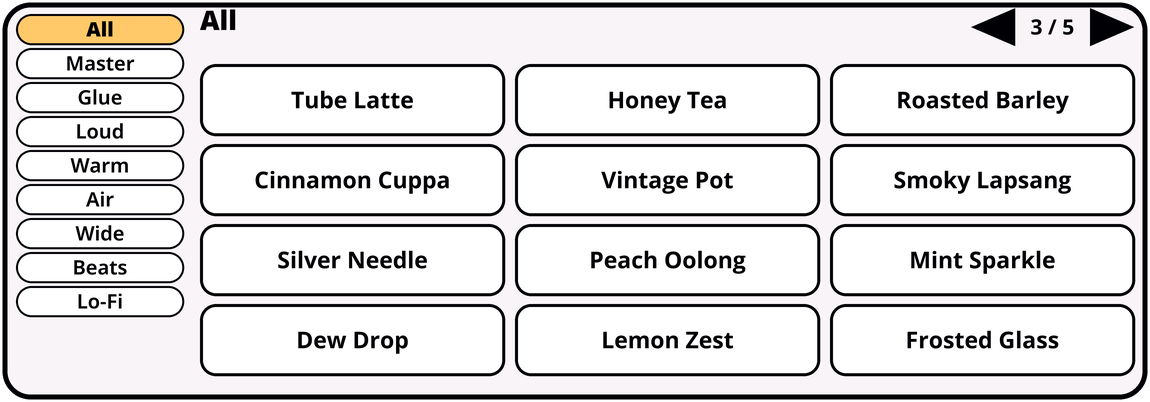 All
Master
Glue
Loud
Warm
Air
Wide
Beats
Lo-Fi
All
3 / 5
Tube Latte
Honey Tea
Roasted Barley
Cinnamon Cuppa
Vintage Pot
Smoky Lapsang
Silver Needle
Peach Oolong
Mint Sparkle
Dew Drop
Lemon Zest
Frosted Glass